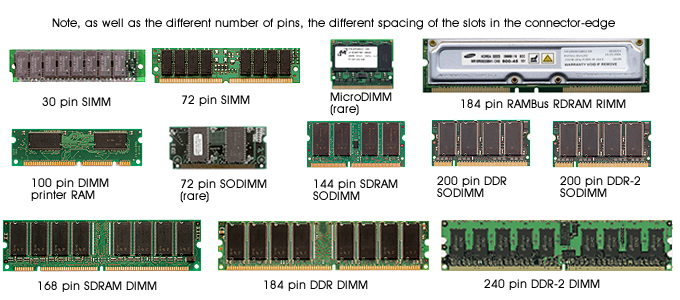 Note, as well as the different number of pins, the different spacing of the slots in the connector-edge
30 pin SIMM
72 pin SIMM
MicroDIMM
(rare)
184 pin RAMBus RDRAM RIMM
100 pin DIMM
printer RAM
72 pin SODIMM
(rare)
144 pin SDRAM
SODIMM
200 pin DDR
SODIMM
200 pin DDR-2
SODIMM
168 pin SDRAM DIMM
184 pin DDR DIMM
240 pin DDR-2 DIMM